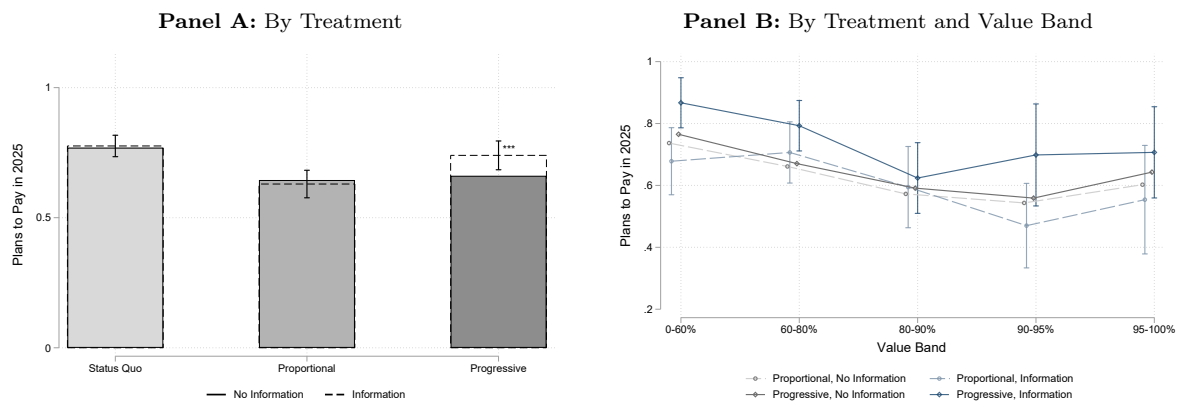 Panel A: By Treatment
Plans to Pay in 2025
1
0.5
0
***
Status Quo
Proportional
Progressive
No Information
Information
Panel B: By Treatment and Value Band
Plans to Pay in 2025
1
.8
.6
.4
.2
0-60%
60-80%
80-90%
90-95%
95-100%
Value Band
Proportional, No Information
Proportional, Information
Progressive, No Information
Progressive, Information